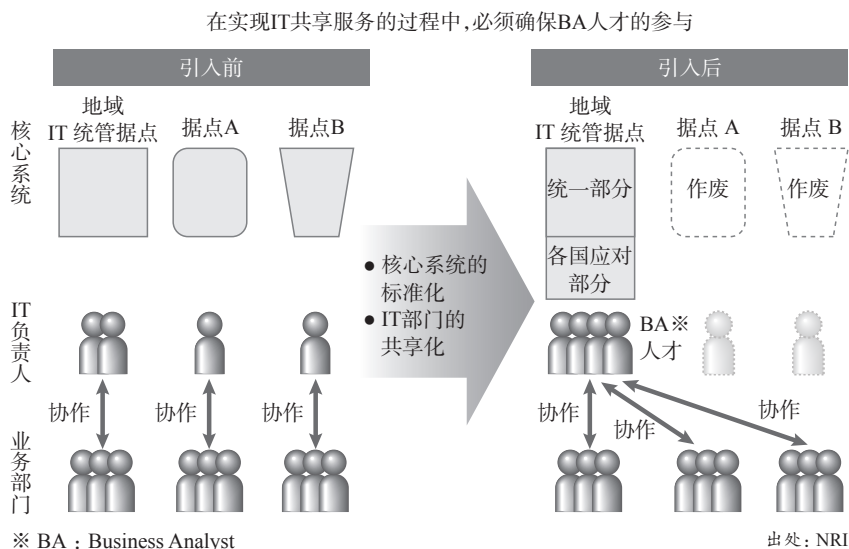 在实现IT共享服务的过程中,必须确保BA人才的参与
引入前
引入后
核心系统
地域
IT 统管据点
据点A
据点B
地域
IT 统管据点
据点 A
据点 B
统一部分
作废
作废
各国应对
部分
● 核心系统的
标准化
● IT部门的
共享化
IT负责人
BA※
人才
协作
协作
协作
协作
协作
协作
业务部门
※ BA：Business Analyst
出处: NRI